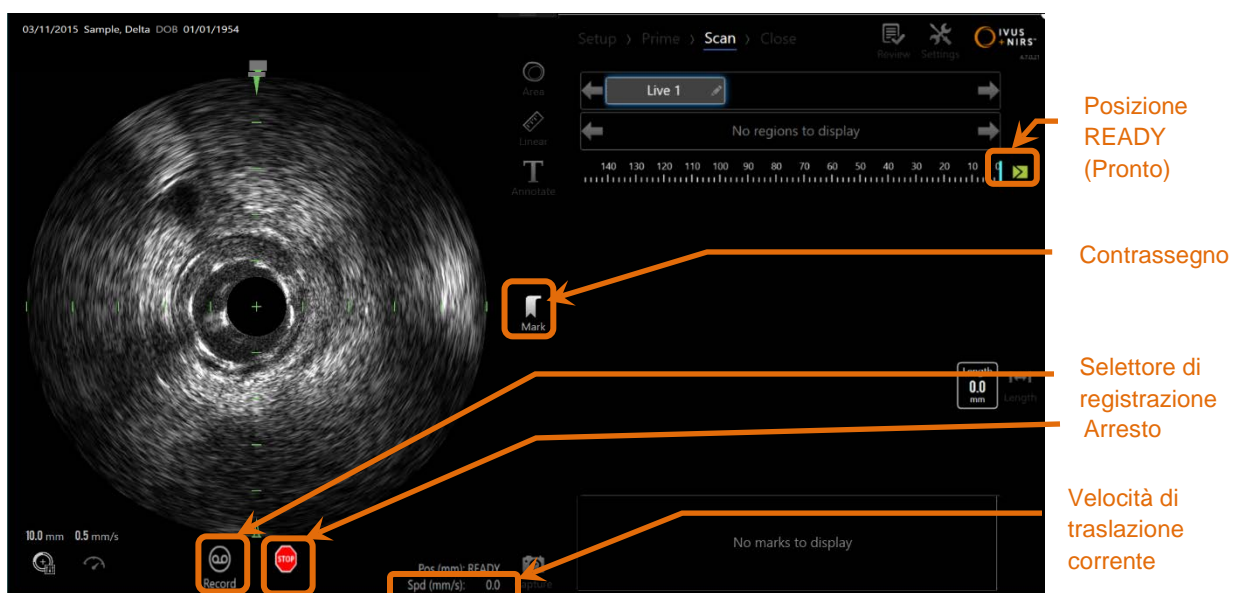 03/11/2015 Sample, Delta DOB 01/01/1954
Setup > Prime > Scan > Close
Review
Settings
IVUS
+NIRS
Area
Linear
T
Annotate
Live 1
No regions to display
140 130 120 110 100 90 80 70 60 50 40 30 20 10 0
Posizione
READY
(Pronto)
Mark
Contrassegno
Length
0.0
mm
Length
Selettore di
registrazione
Arresto
10.0 mm 0.5 mm/s
Record
STOP
Pos (mm): READY
Spd (mm/s): 0.0
No marks to display
Velocità di
traslazione
corrente